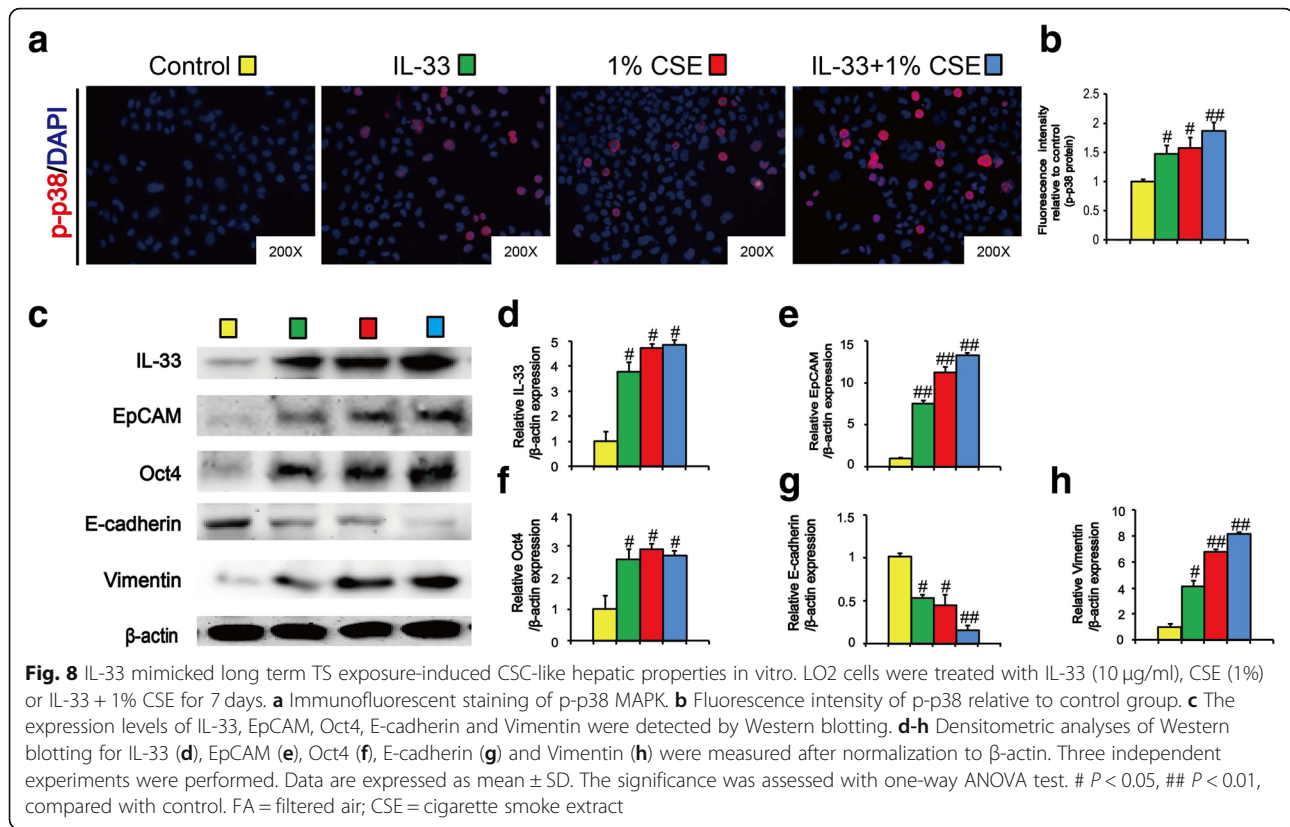 a
b
Control
IL-33
1% CSE
IL-33+1% CSE
p-p38/DAPI
200X
200X
200X
200X
Fluorescence intensity
relative to control
(p-p38 protein)
2.5
2
1.5
1
0.5
0
#
#
##
c
IL-33
EpCAM
Oct4
E-cadherin
Vimentin
β-actin
d
Relative IL-33
/β-actin expression
5
4
3
2
1
0
#
#
#
e
Relative EpCAM
/β-actin expression
15
10
5
0
##
##
##
f
Relative Oct4
/β-actin expression
4
3
2
1
0
#
#
#
g
Relative E-cadherin
/β-actin expression
1.5
1
0.5
0
#
#
##
h
Relative Vimentin
/β-actin expression
8
6
4
2
0
#
##
##
Fig. 8 IL-33 mimicked long term TS exposure-induced CSC-like hepatic properties in vitro. LO2 cells were treated with IL-33 (10 μg/ml), CSE (1%)
or IL-33 + 1% CSE for 7 days. a Immunofluorescent staining of p-p38 MAPK. b Fluorescence intensity of p-p38 relative to control group. c The
expression levels of IL-33, EpCAM, Oct4, E-cadherin and Vimentin were detected by Western blotting. d-h Densitometric analyses of Western
blotting for IL-33 (d), EpCAM (e), Oct4 (f), E-cadherin (g) and Vimentin (h) were measured after normalization to β-actin. Three independent
experiments were performed. Data are expressed as mean ± SD. The significance was assessed with one-way ANOVA test. # P < 0.05, ## P < 0.01,
compared with control. FA = filtered air; CSE = cigarette smoke extract